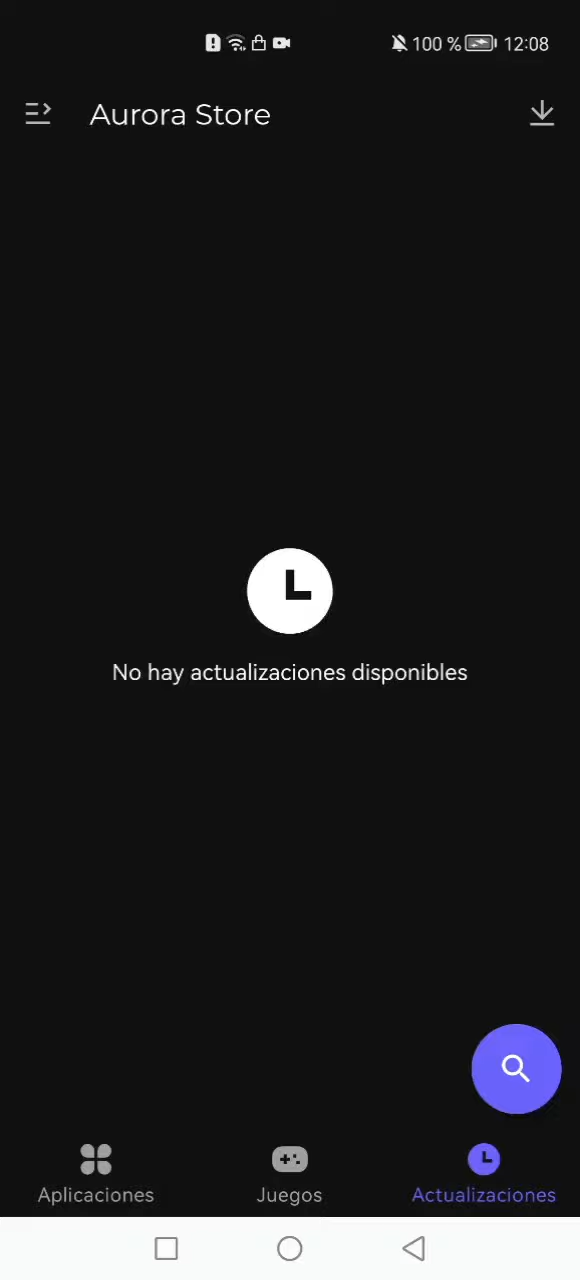 100 % 12:08
Aurora Store
No hay actualizaciones disponibles
Aplicaciones Juegos Actualizaciones